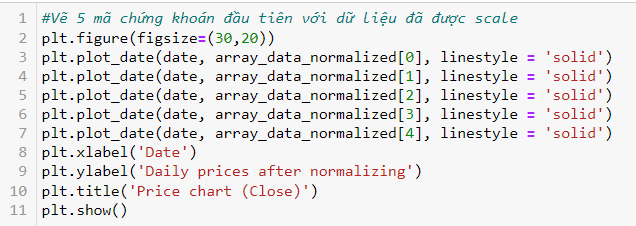 1 #Vẽ 5 mã chứng khoán đầu tiên với dữ liệu đã được scale
2 plt.figure(figsize=(30,20))
3 plt.plot_date(date, array_data_normalized[0], linestyle = 'solid')
4 plt.plot_date(date, array_data_normalized[1], linestyle = 'solid')
5 plt.plot_date(date, array_data_normalized[2], linestyle = 'solid')
6 plt.plot_date(date, array_data_normalized[3], linestyle = 'solid')
7 plt.plot_date(date, array_data_normalized[4], linestyle = 'solid')
8 plt.xlabel('Date')
9 plt.ylabel('Daily prices after normalizing')
10 plt.title('Price chart (Close)')
11 plt.show()